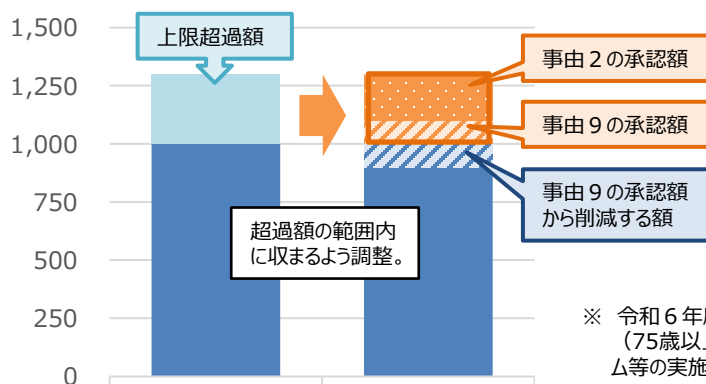 1,500
1,250
1,000
750
500
250
0
上限超過額
事由２の承認額
事由９の承認額
事由９の承認額
から削減する額
超過額の範囲内
に収まるよう調整。
※ 令和６年
（75歳以
ム等の実施